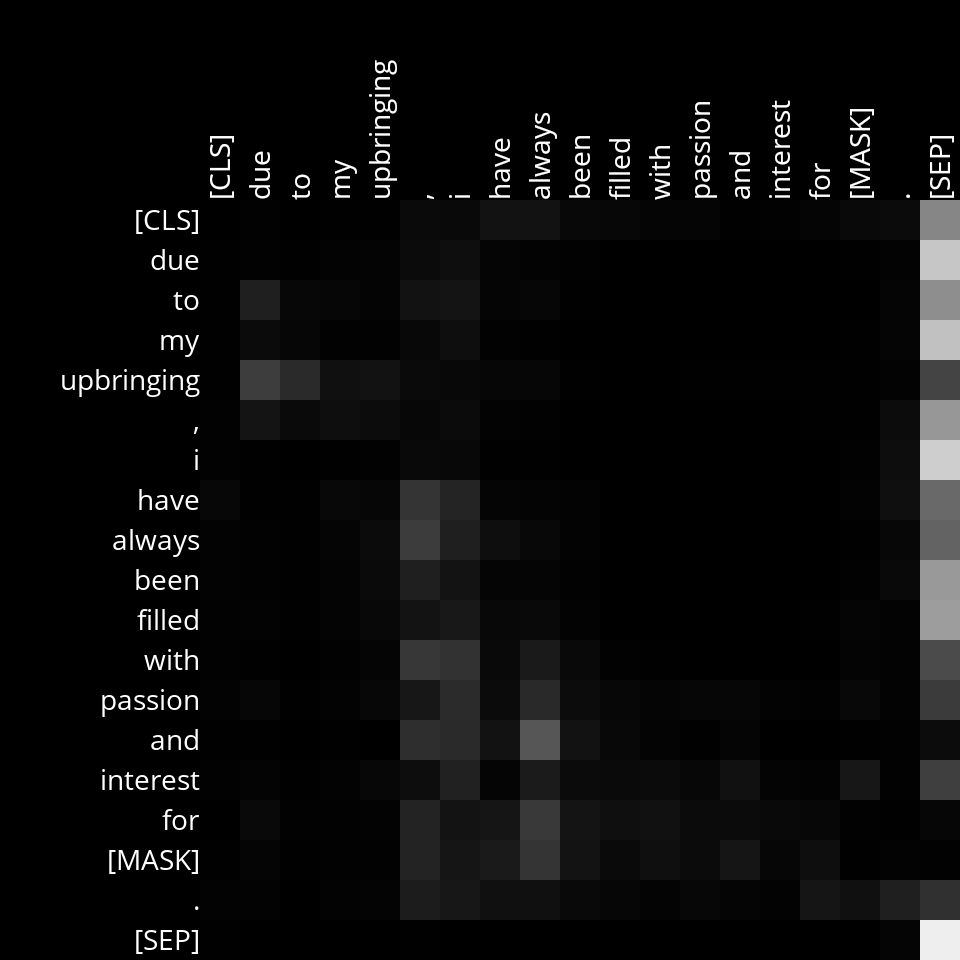 [CLS] due to my upbringing , i have always been filled with passion and interest for [MASK] . [SEP]
[CLS]
due
to
my
upbringing
,
i
have
always
been
filled
with
passion
and
interest
for
[MASK]
.
[SEP]